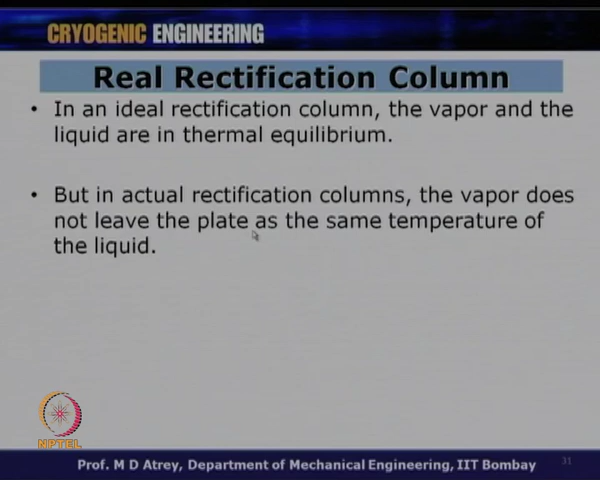 CRYOGENIC ENGINEERING
Real Rectification Column
• In an ideal rectification column, the vapor and the
liquid are in thermal equilibrium.
• But in actual rectification columns, the vapor does
not leave the plate as the same temperature of
the liquid.
NPTEL
Prof. M D Atrey, Department of Mechanical Engineering, IIT Bombay
31